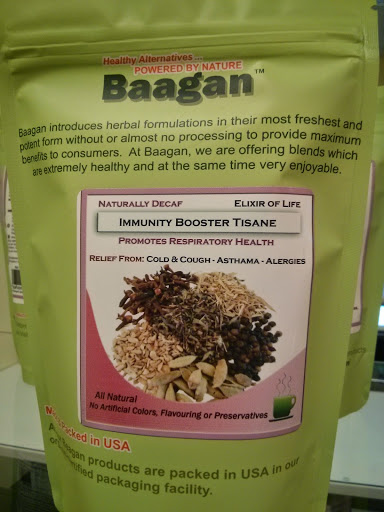 Healthy Alternatives...
POWERED BY NATURE
Baagan™
Baagan introduces herbal formulations in their most freshest and
potent form without or almost no processing to provide maximum
benefits to consumers. At Baagan, we are offering blends which
are extremely healthy and at the same time very enjoyable.
NATURALLY DECAF ELIXIR OF LIFE
IMMUNITY BOOSTER TISANE
PROMOTES RESPIRATORY HEALTH
RELIEF FROM: COLD & COUGH - ASTHAMA - ALERGIES
All Natural
No Artificial Colors, Flavouring or Preservatives
Packed in USA
Baagan products are packed in USA in our
packaging facility.